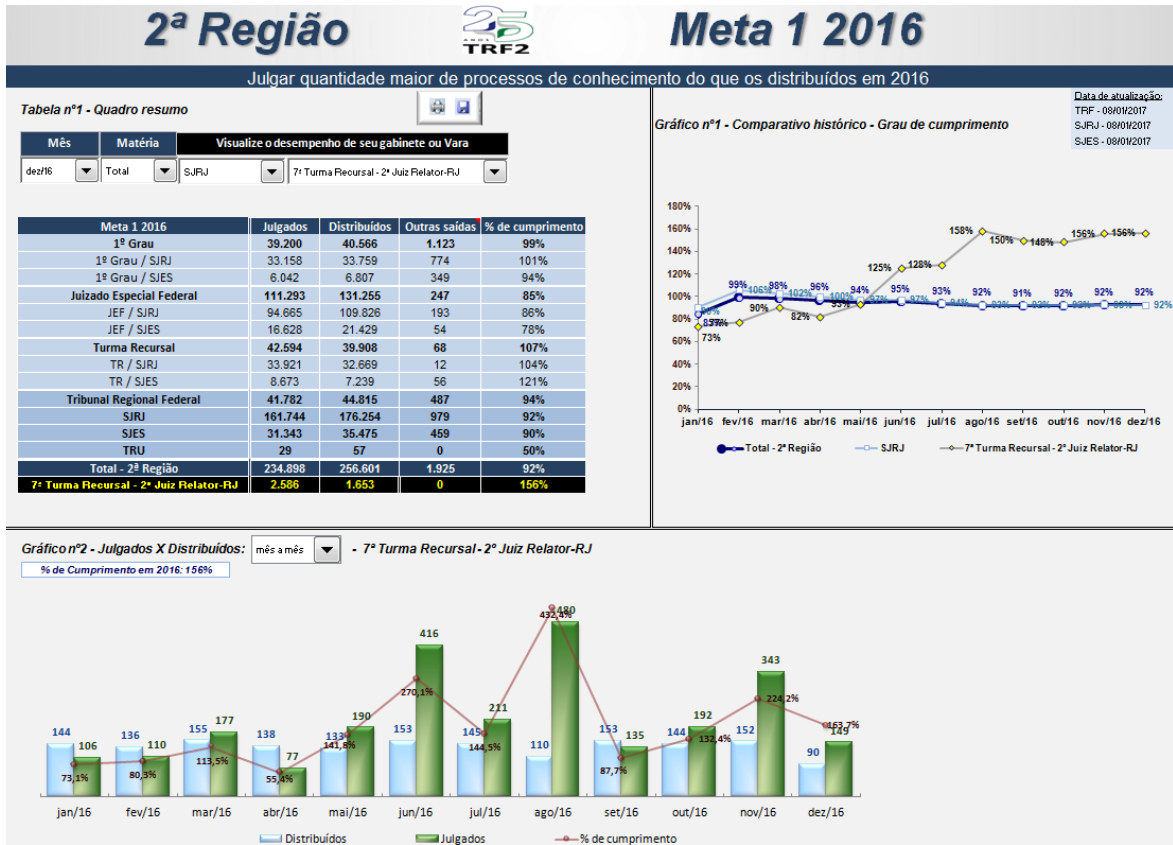 2ª Região
25
ANOS
TRF2
Meta 1 2016
Julgar quantidade maior de processos de conhecimento do que os distribuídos em 2016
Tabela nº1 - Quadro resumo
Mês Matéria Visualize o desempenho de seu gabinete ou Vara
dez/16 Total SJRJ 7ª Turma Recursal - 2º Juiz Relator-RJ
Meta 1 2016 Julgados Distribuídos Outras saídas % de cumprimento
1º Grau 39.200 40.566 1.123 99%
1º Grau / SJRJ 33.158 33.759 774 101%
1º Grau / SJES 6.042 6.807 349 94%
Juizado Especial Federal 111.293 131.255 247 85%
JEF / SJRJ 94.665 109.826 193 86%
JEF / SJES 16.628 21.429 54 78%
Turma Recursal 42.594 39.908 68 107%
TR / SJRJ 33.921 32.669 12 104%
TR / SJES 8.673 7.239 56 121%
Tribunal Regional Federal 41.782 44.815 487 94%
SJRJ 161.744 176.254 979 92%
SJES 31.343 35.475 459 90%
TRU 29 57 0 50%
Total - 2ª Região 234.898 256.601 1.925 92%
7ª Turma Recursal - 2º Juiz Relator-RJ 2.586 1.653 0 156%
Data de atualização:
TRF - 08/01/2017
SJRJ - 08/01/2017
SJES - 08/01/2017
Gráfico nº1 - Comparativo histórico - Grau de cumprimento
180%
160%
140%
120%
100%
80%
60%
40%
20%
0%
158% 150% 148% 156% 156%
125% 128%
99% 98% 96% 94% 95% 93% 92% 91% 92% 92% 92%
106% 102% 100% 97% 97% 94% 92%
73% 77% 90% 82% 93%
jan/16 fev/16 mar/16 abr/16 mai/16 jun/16 jul/16 ago/16 set/16 out/16 nov/16 dez/16
Total - 2ª Região SJRJ 7ª Turma Recursal - 2º Juiz Relator-RJ
Gráfico nº2 - Julgados X Distribuídos: mês a mês - 7ª Turma Recursal - 2º Juiz Relator-RJ
% de Cumprimento em 2016: 156%
144 136 155 138 133 153 145 110 153 144 152 90
106 110 177 77 190 416 211 480 135 192 343 149
73,1% 80,3% 113,5% 55,4% 141,8% 270,1% 144,5% 432,4% 87,7% 132,4% 224,2% 163,7%
jan/16 fev/16 mar/16 abr/16 mai/16 jun/16 jul/16 ago/16 set/16 out/16 nov/16 dez/16
Distribuídos Julgados % de cumprimento